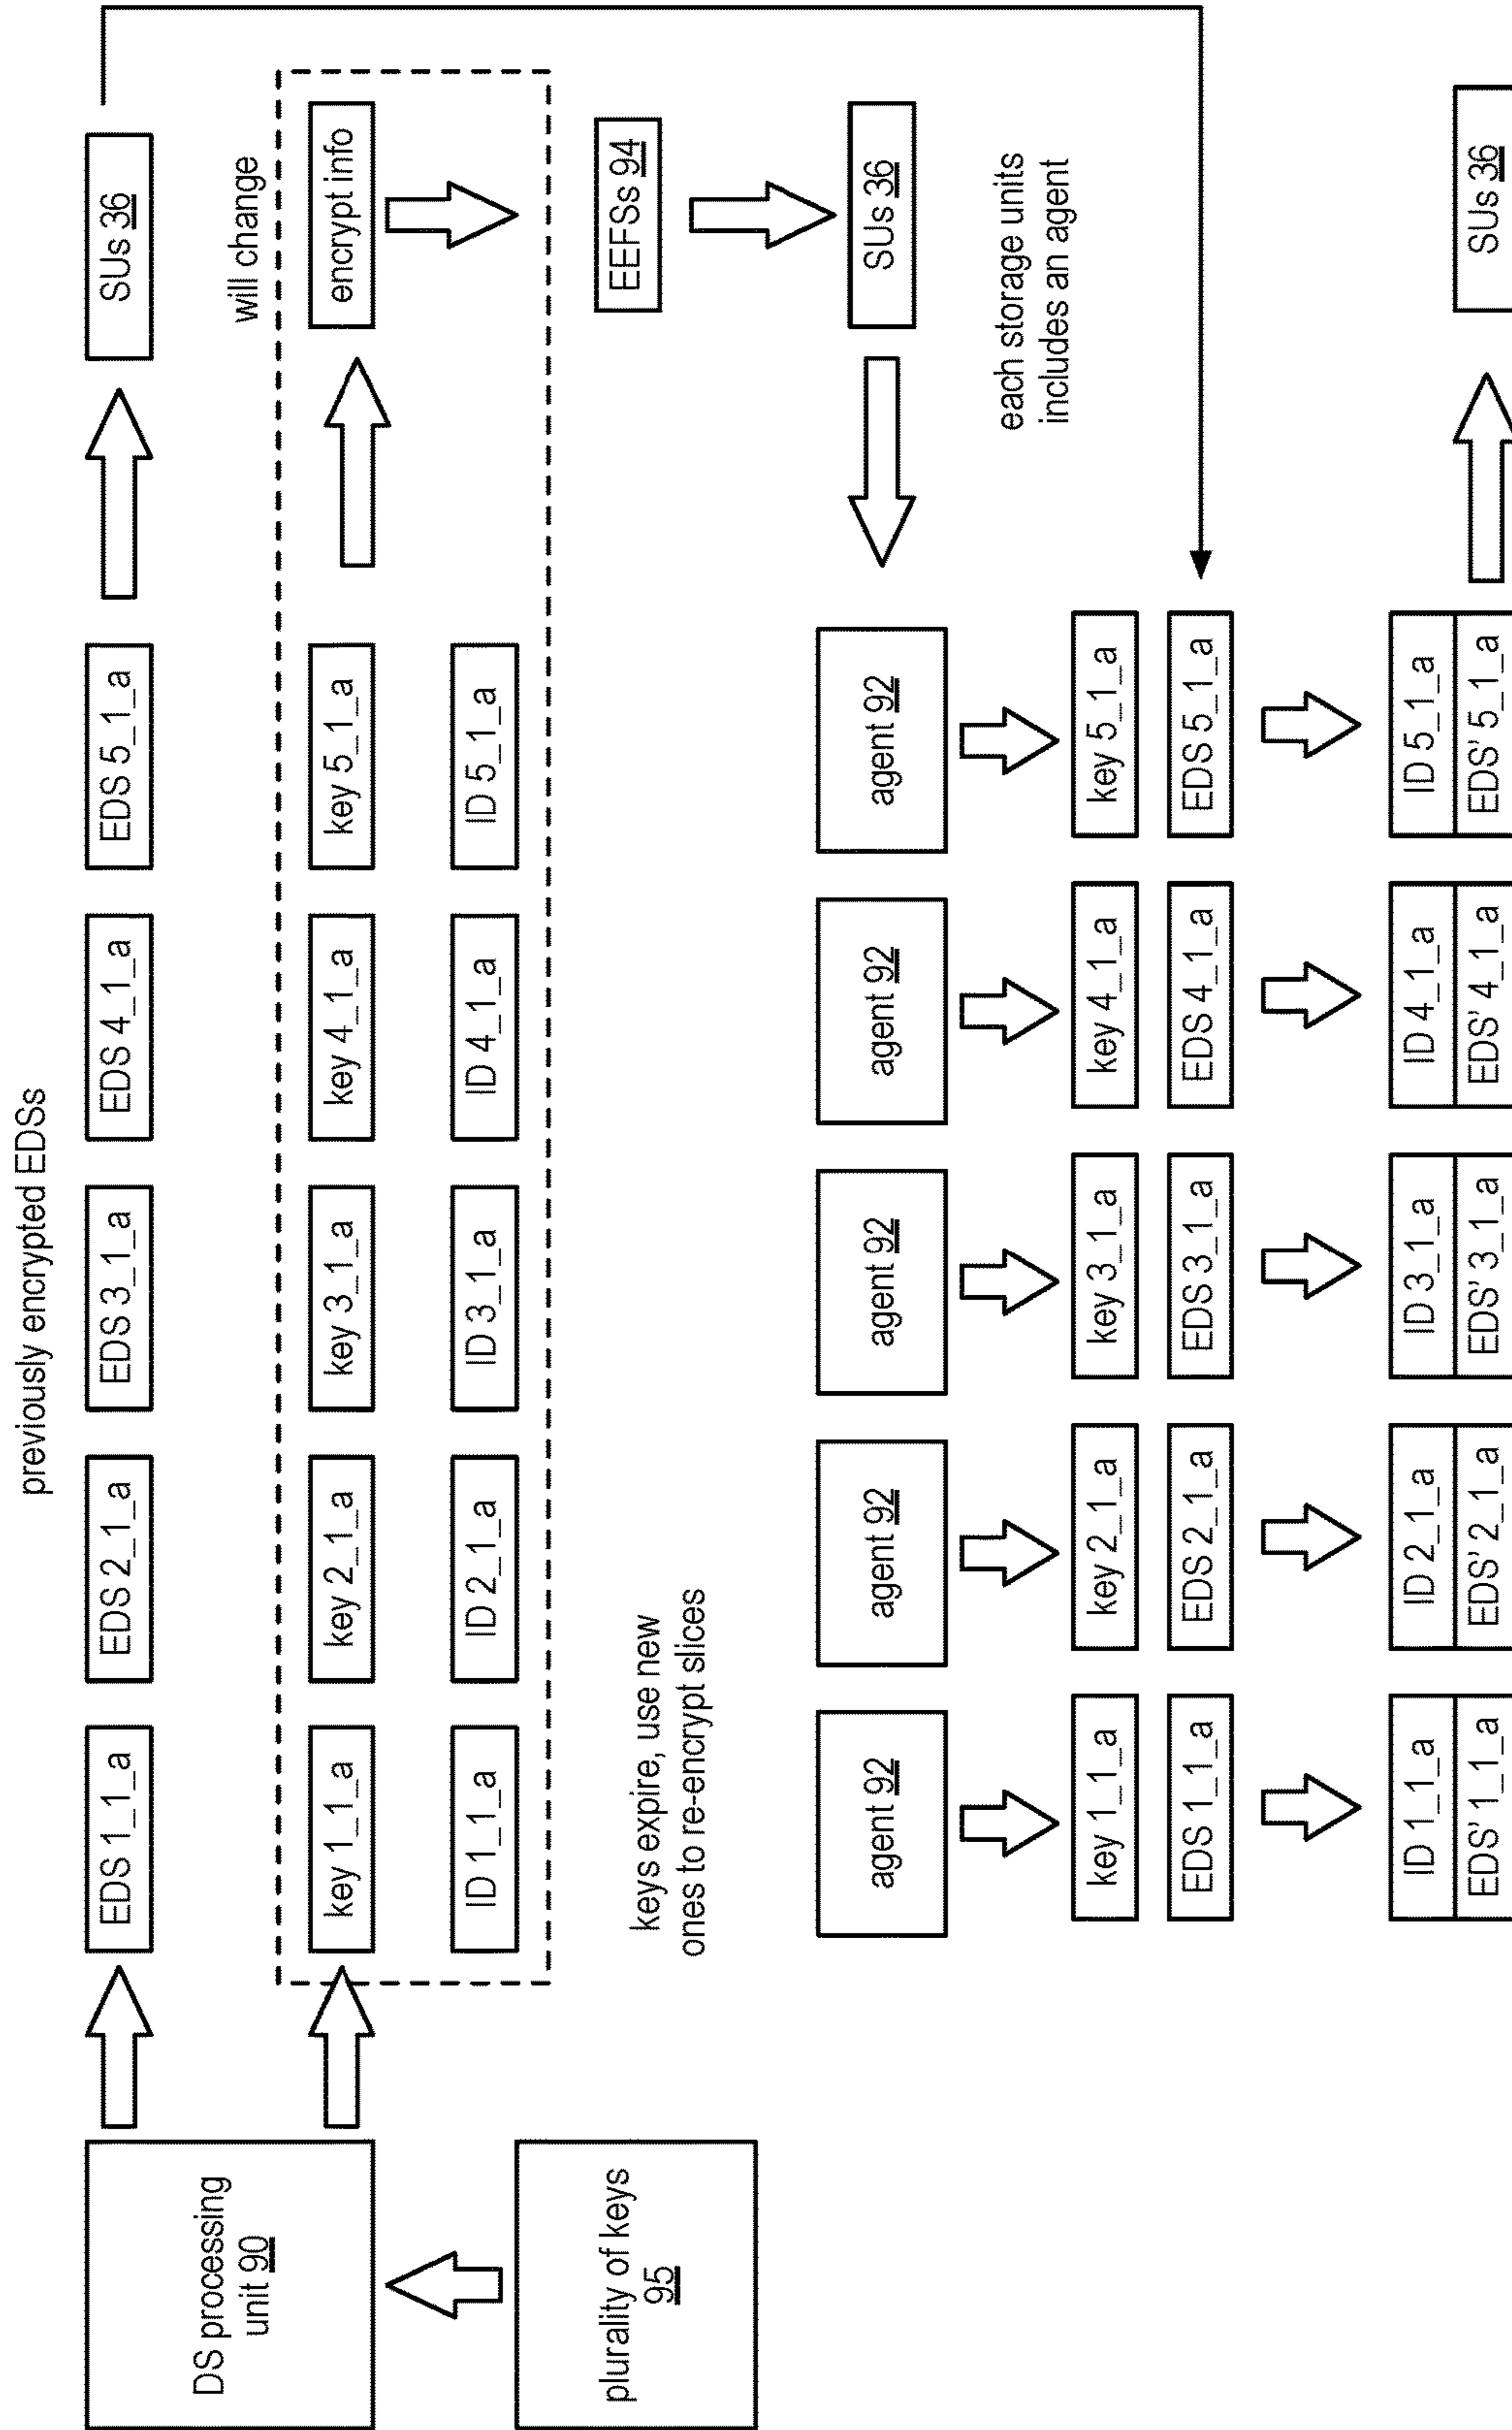 previously encrypted EDSs
DS processing
unit 90
EDS 1_1_a
EDS 2_1_a
EDS 3_1_a
EDS 4_1_a
EDS 5_1_a
SUs 36
will change
key 1_1_a
key 2_1_a
key 3_1_a
key 4_1_a
key 5_1_a
encrypt info
ID 1_1_a
ID 2_1_a
ID 3_1_a
ID 4_1_a
ID 5_1_a
plurality of keys
95
EEFSs 94
keys expire, use new
ones to re-encrypt slices
agent 92
agent 92
agent 92
agent 92
agent 92
SUs 36
each storage units
includes an agent
key 1_1_a
key 2_1_a
key 3_1_a
key 4_1_a
key 5_1_a
EDS 1_1_a
EDS 2_1_a
EDS 3_1_a
EDS 4_1_a
EDS 5_1_a
ID 1_1_a
ID 2_1_a
ID 3_1_a
ID 4_1_a
ID 5_1_a
EDS' 1_1_a
EDS' 2_1_a
EDS' 3_1_a
EDS' 4_1_a
EDS' 5_1_a
SUs 36